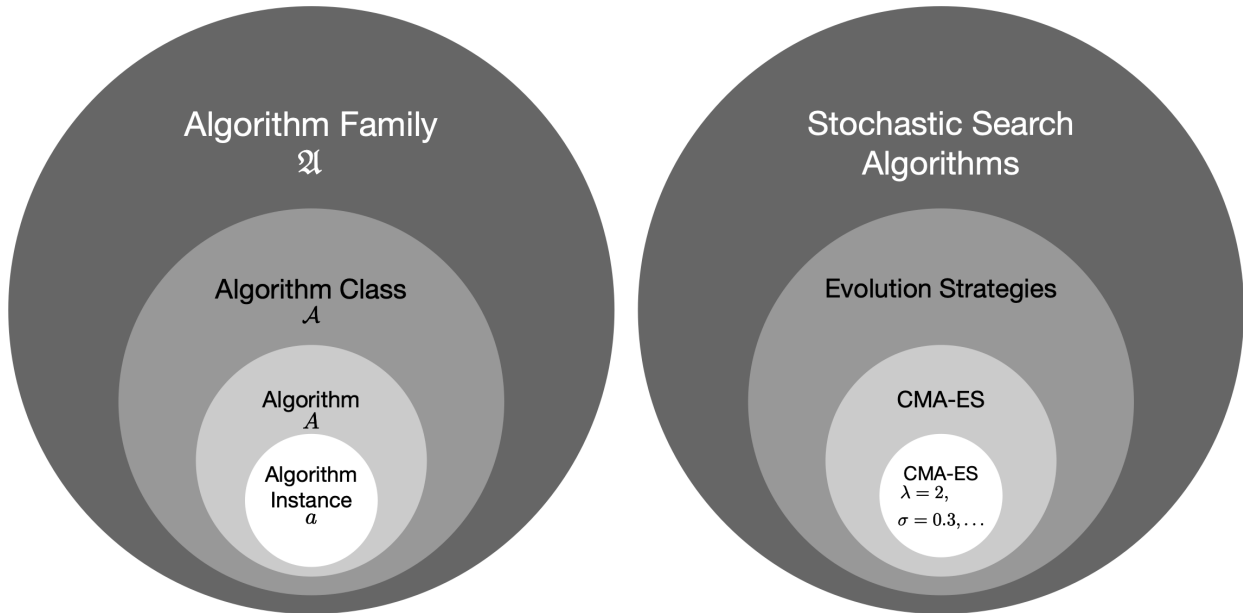 Algorithm Family
𝔄
Algorithm Class
𝒜
Algorithm
A
Algorithm
Instance
a
Stochastic Search
Algorithms
Evolution Strategies
CMA-ES
CMA-ES
λ = 2,
σ = 0.3, …